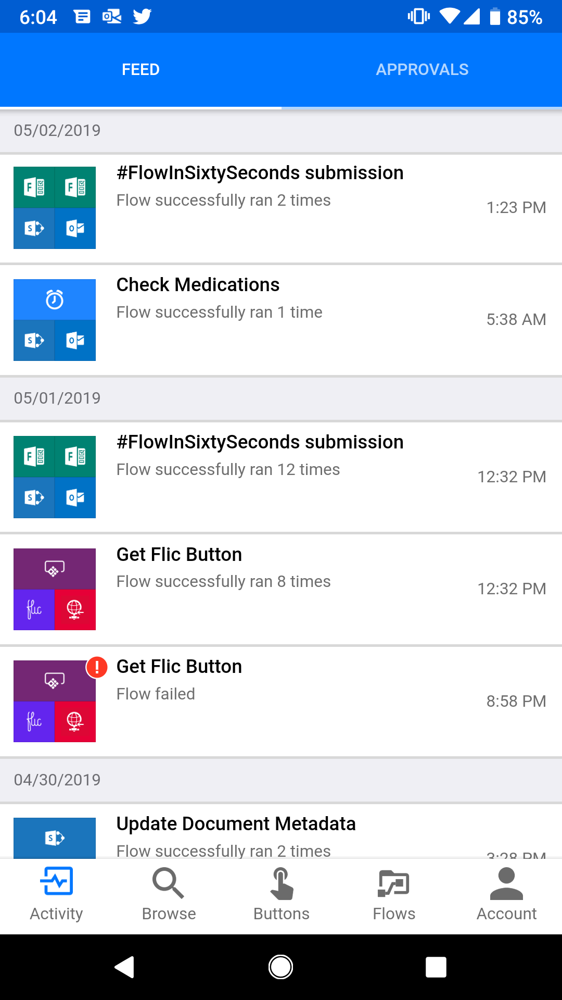 6:04 85%
FEED APPROVALS
05/02/2019
#FlowInSixtySeconds submission
Flow successfully ran 2 times
1:23 PM
Check Medications
Flow successfully ran 1 time
5:38 AM
05/01/2019
#FlowInSixtySeconds submission
Flow successfully ran 12 times
12:32 PM
Get Flic Button
Flow successfully ran 8 times
12:32 PM
Get Flic Button
Flow failed
8:58 PM
04/30/2019
Update Document Metadata
Flow successfully ran 2 times
3:28 PM
Activity Browse Buttons Flows Account